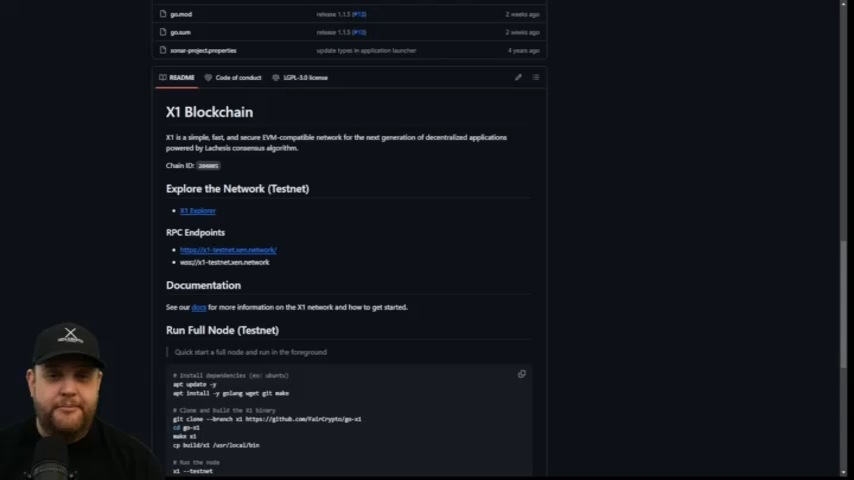 go.mod release 1.1.5 (#13) 2 weeks ago
go.sum release 1.1.5 (#13) 2 weeks ago
sonar-project.properties update types in application launcher 4 years ago
README Code of conduct LGPL-3.0 license
X1 Blockchain
X1 is a simple, fast, and secure EVM-compatible network for the next generation of decentralized applications
powered by Lachesis consensus algorithm.
Chain ID: 204005
Explore the Network (Testnet)
X1 Explorer
RPC Endpoints
https://x1-testnet.xen.network/
wss://x1-testnet.xen.network
Documentation
See our docs for more information on the X1 network and how to get started.
Run Full Node (Testnet)
Quick start a full node and run in the foreground
# Install dependencies (ex: ubuntu)
apt update -y
apt install -y golang wget git make
# Clone and build the X1 binary
git clone --branch x1 https://github.com/FairCrypto/go-x1
cd go-x1
make x1
cp build/x1 /usr/local/bin
# Run the node
x1 --testnet